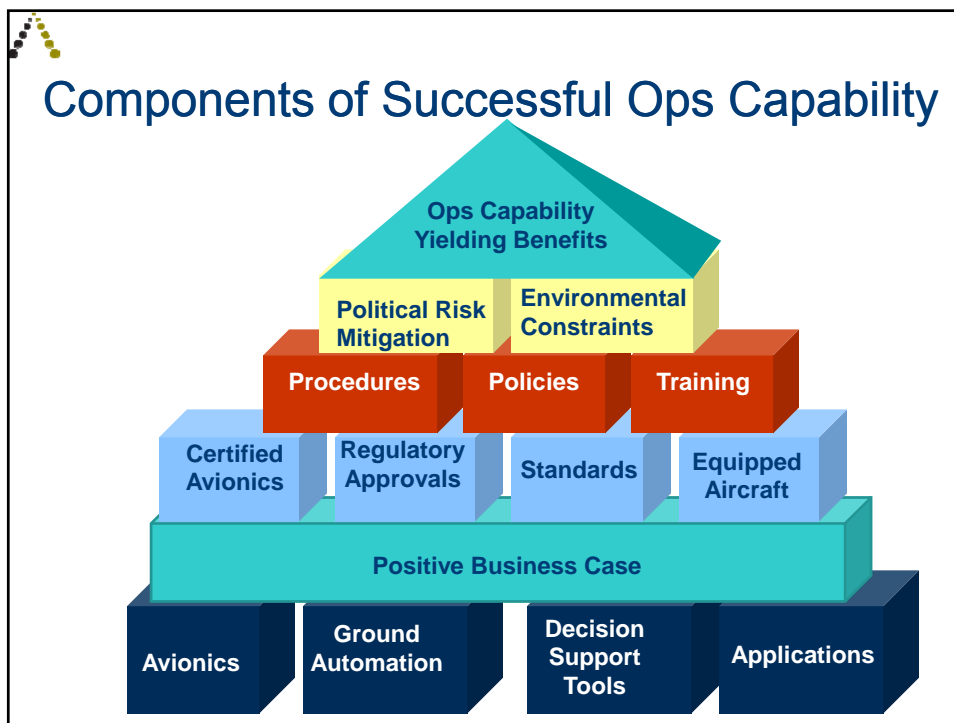 Components of Successful Ops Capability
Ops Capability
Yielding Benefits
Political Risk
Mitigation
Environmental
Constraints
Procedures
Policies
Training
Certified
Avionics
Regulatory
Approvals
Standards
Equipped
Aircraft
Positive Business Case
Avionics
Ground
Automation
Decision
Support
Tools
Applications